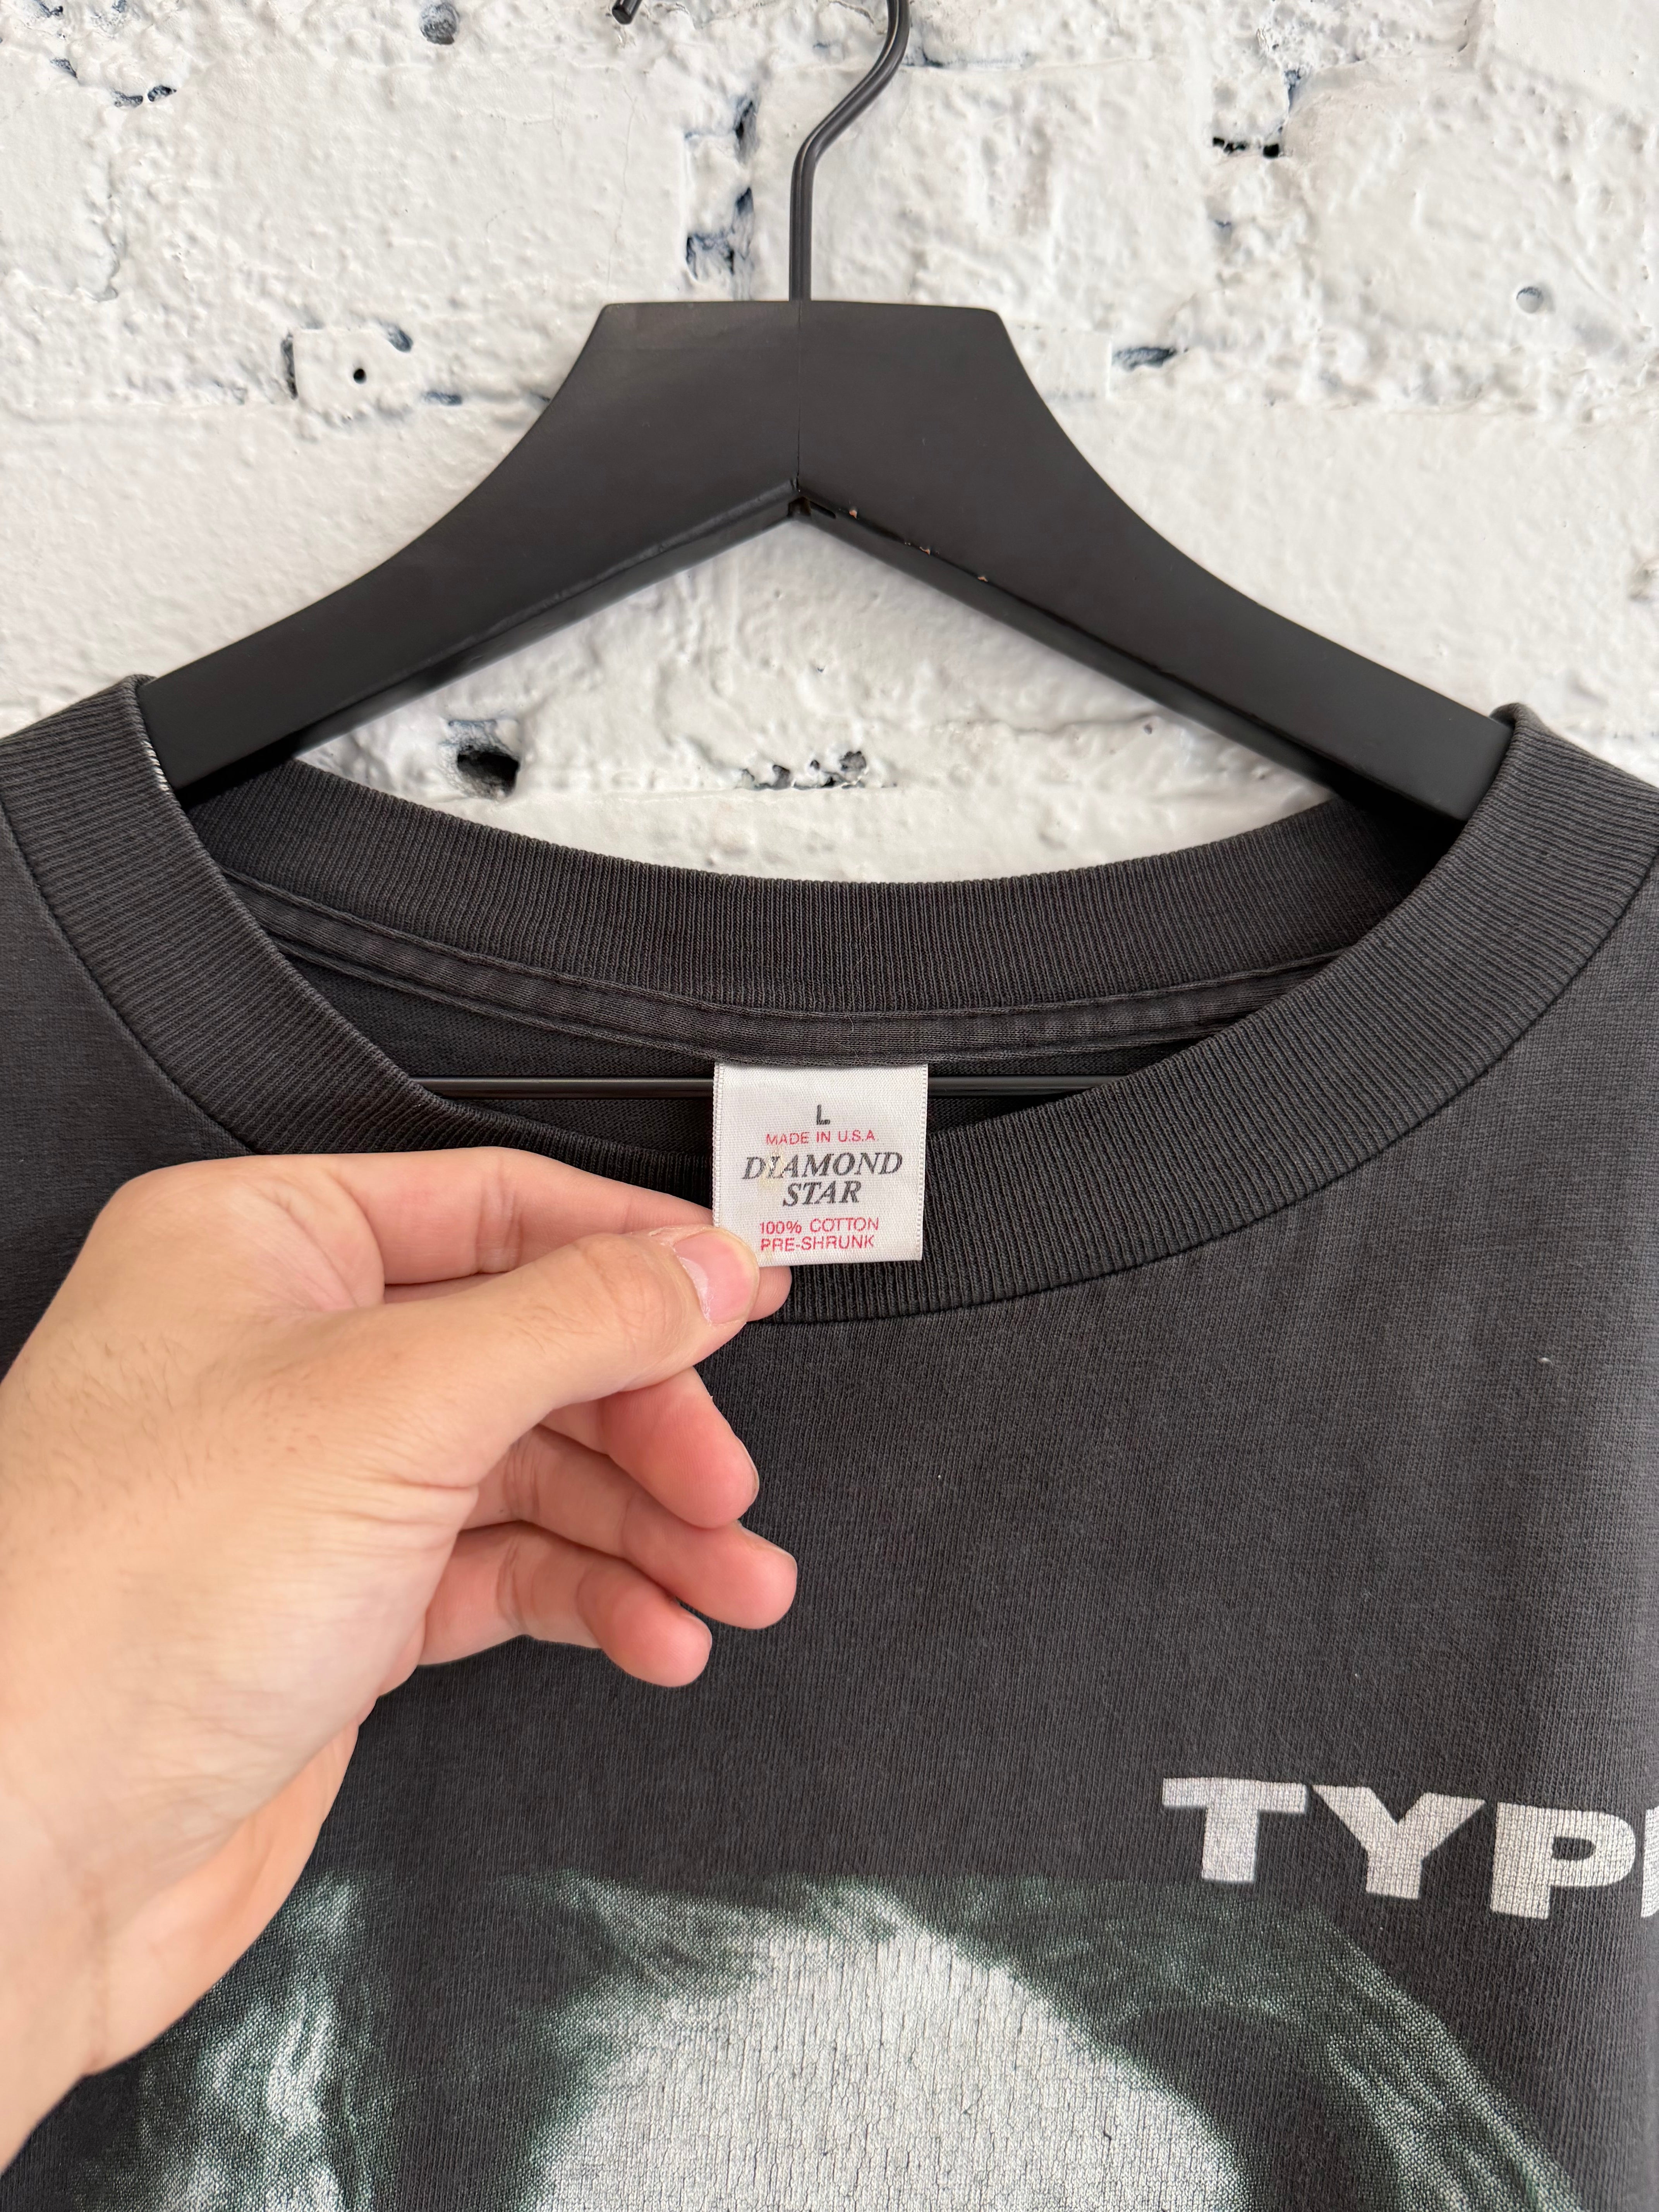 L
MADE IN U.S.A.
DIAMOND
STAR
100% COTTON
PRE-SHRUNK
TYP